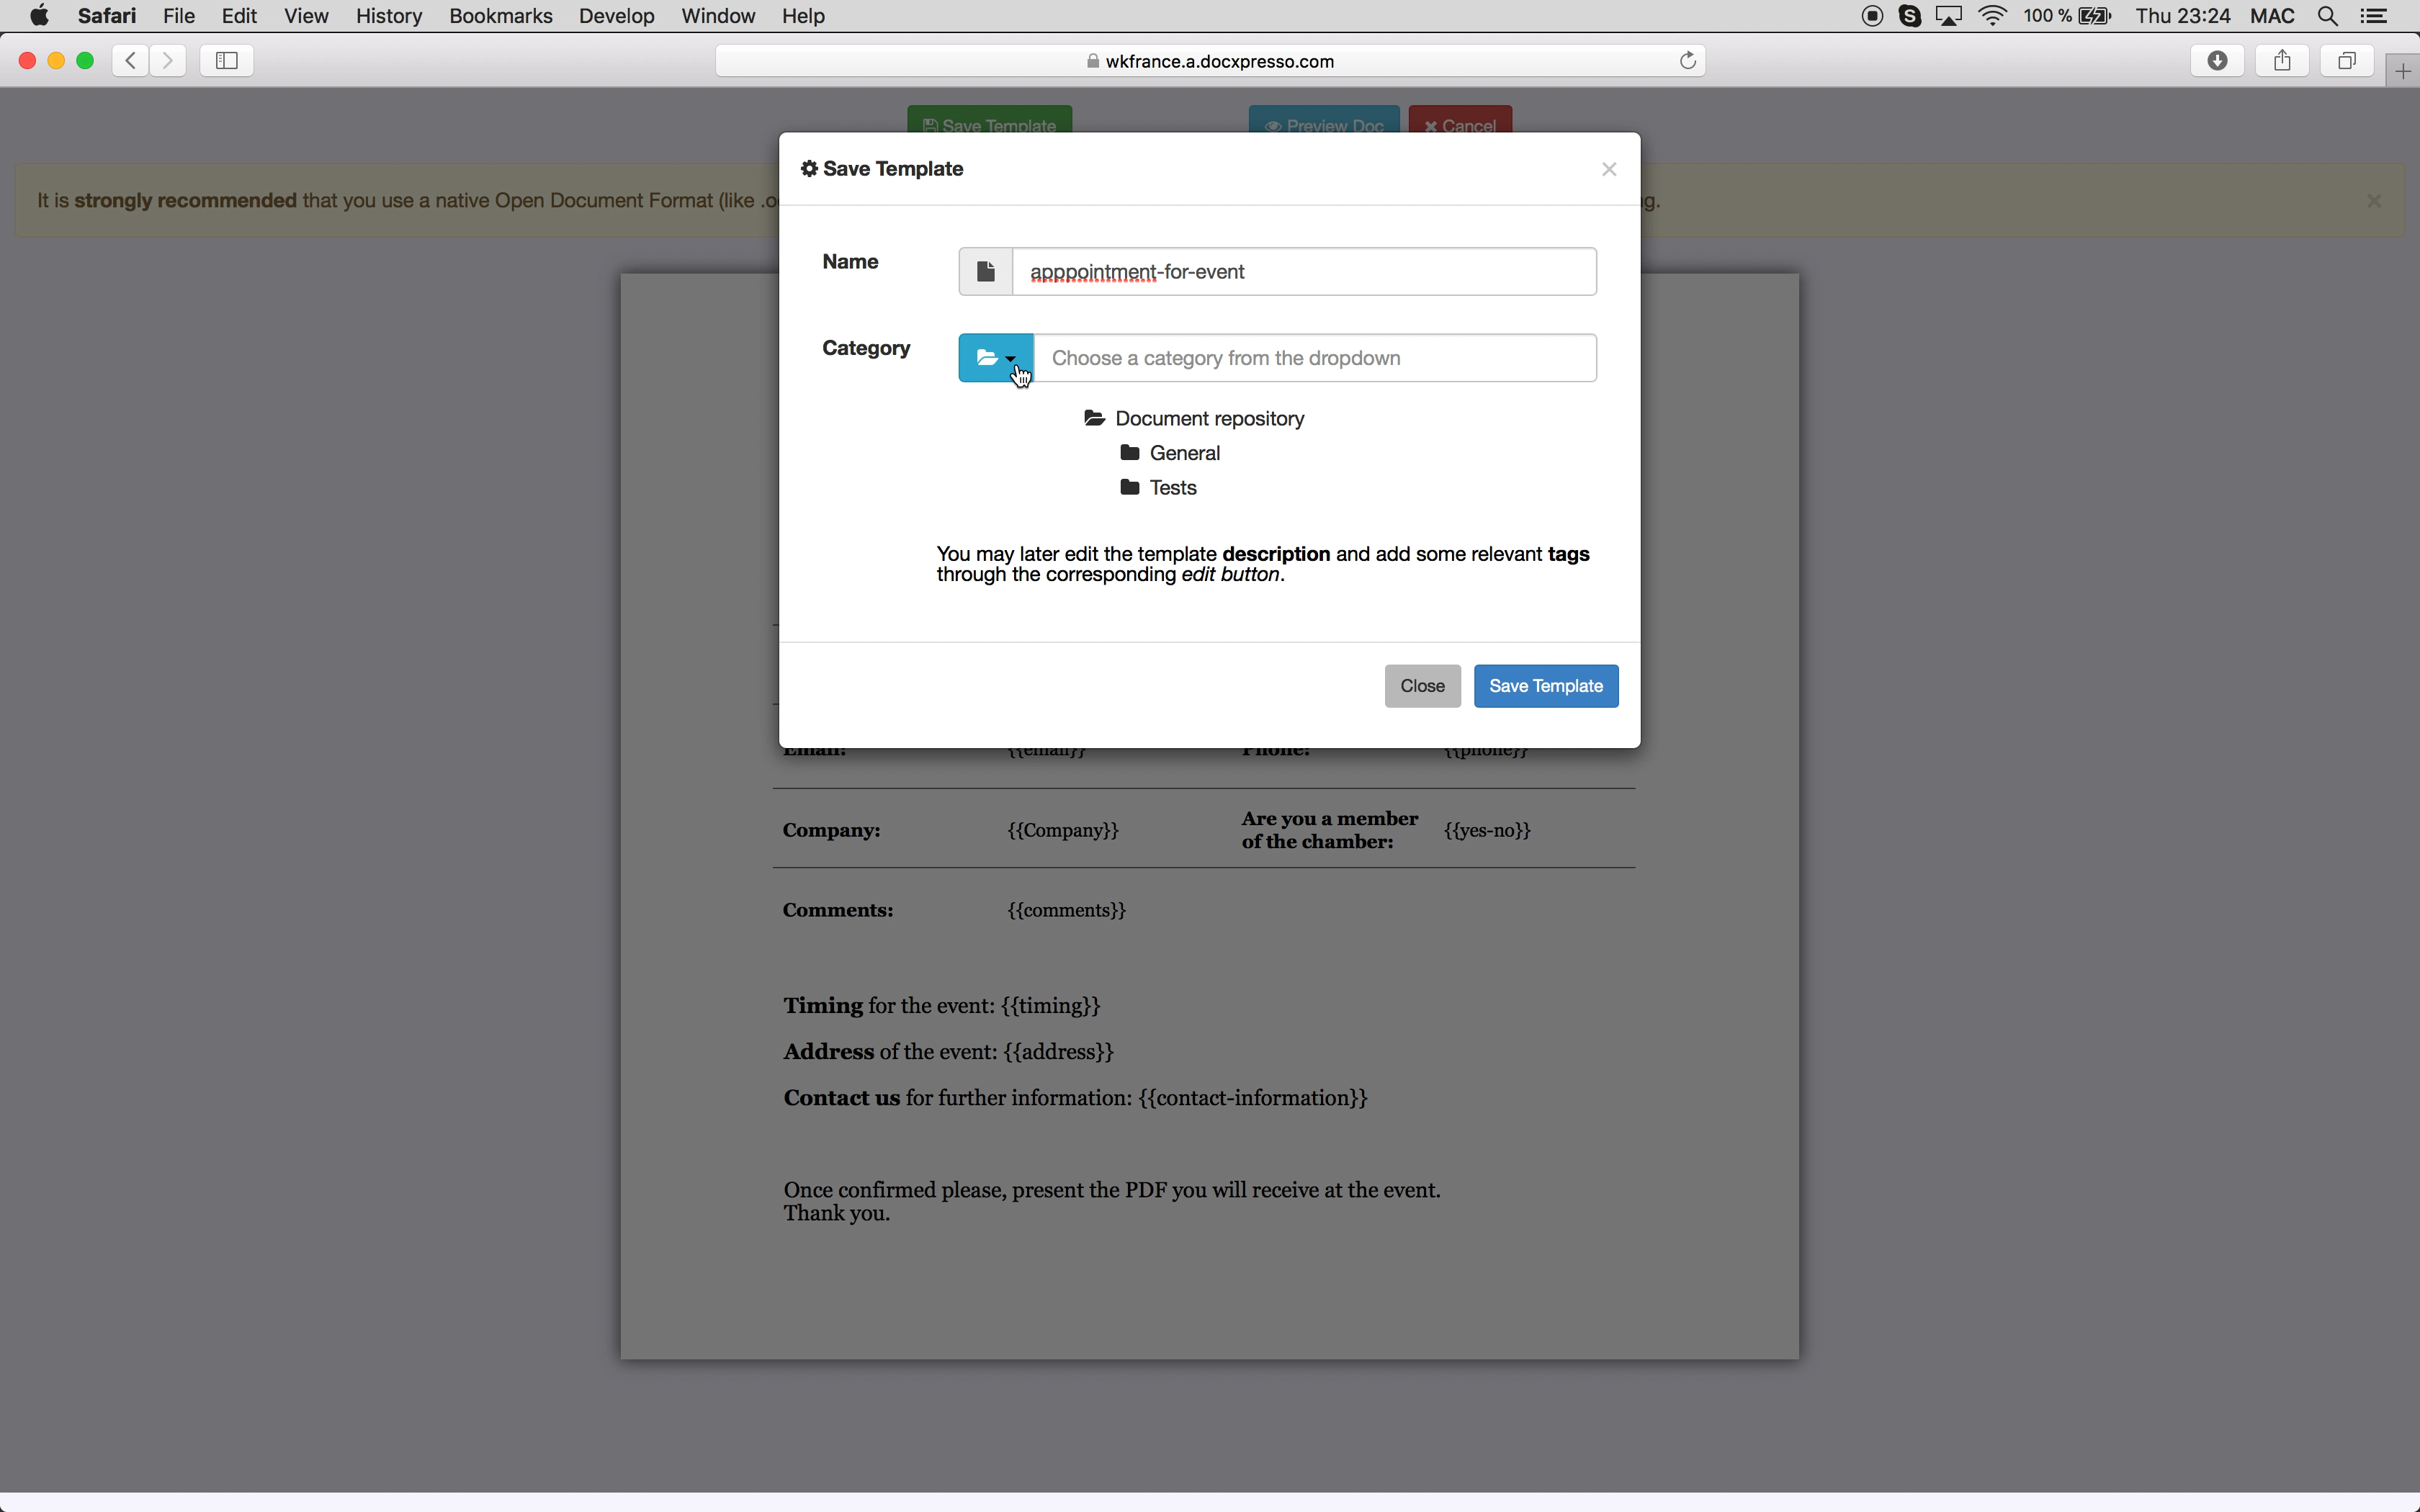 Safari File Edit View History Bookmarks Develop Window Help 100 % Thu 23:24 MAC
wkfrance.a.docxpresso.com
Save Template Preview Doc Cancel
Save Template
It is strongly recommended that you use a native Open Document Format (like
Name apppointment-for-event
Category Choose a category from the dropdown
Document repository
General
Tests
You may later edit the template description and add some relevant tags
through the corresponding edit button.
Close Save Template
Email: {{email}} Phone: {{phone}}
Company: {{Company}} Are you a member
of the chamber: {{yes-no}}
Comments: {{comments}}
Timing for the event: {{timing}}
Address of the event: {{address}}
Contact us for further information: {{contact-information}}
Once confirmed please, present the PDF you will receive at the event.
Thank you.